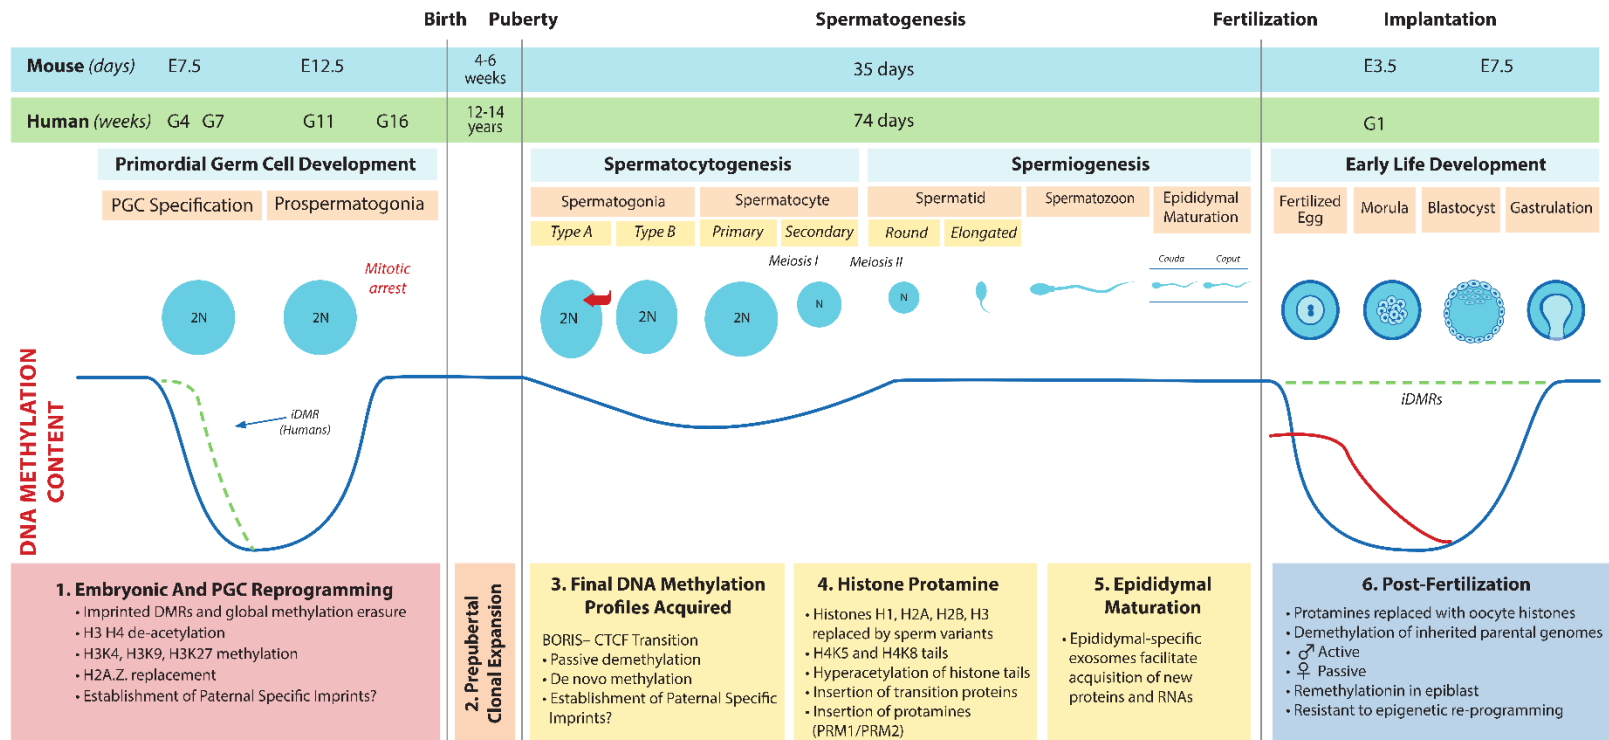 Birth Puberty Spermatogenesis Fertilization Implantation
Mouse (days) E7.5 E12.5 4-6 weeks 35 days E3.5 E7.5
Human (weeks) G4 G7 G11 G16 12-14 years 74 days G1
Primordial Germ Cell Development
PGC Specification Prospermatogonia
Mitotic
arrest
2N 2N
Spermatocytogenesis Spermiogenesis
Spermatogonia Spermatocyte Spermatid Spermatozoon Epididymal
Maturation
Type A Type B Primary Secondary Round Elongated
Meiosis I Meiosis II
Cauda Caput
2N 2N 2N N N
Early Life Development
Fertilized
Egg
Morula Blastocyst Gastrulation
DNA METHYLATION
CONTENT
iDMR
(Humans)
iDMRs
1. Embryonic And PGC Reprogramming
• Imprinted DMRs and global methylation erasure
• H3 H4 de-acetylation
• H3K4, H3K9, H3K27 methylation
• H2A.Z. replacement
• Establishment of Paternal Specific Imprints?
2. Prepubertal
Clonal Expansion
3. Final DNA Methylation
Profiles Acquired
BORIS– CTCF Transition
• Passive demethylation
• De novo methylation
• Establishment of Paternal Specific
Imprints?
4. Histone Protamine
• Histones H1, H2A, H2B, H3
replaced by sperm variants
• H4K5 and H4K8 tails
• Hyperacetylation of histone tails
• Insertion of transition proteins
• Insertion of protamines
(PRM1/PRM2)
5. Epididymal
Maturation
• Epididymal-specific
exosomes facilitate
acquisition of new
proteins and RNAs
6. Post-Fertilization
• Protamines replaced with oocyte histones
• Demethylation of inherited parental genomes
• ♂ Active
• ♀ Passive
• Remethylationin in epiblast
• Resistant to epigenetic re-programming